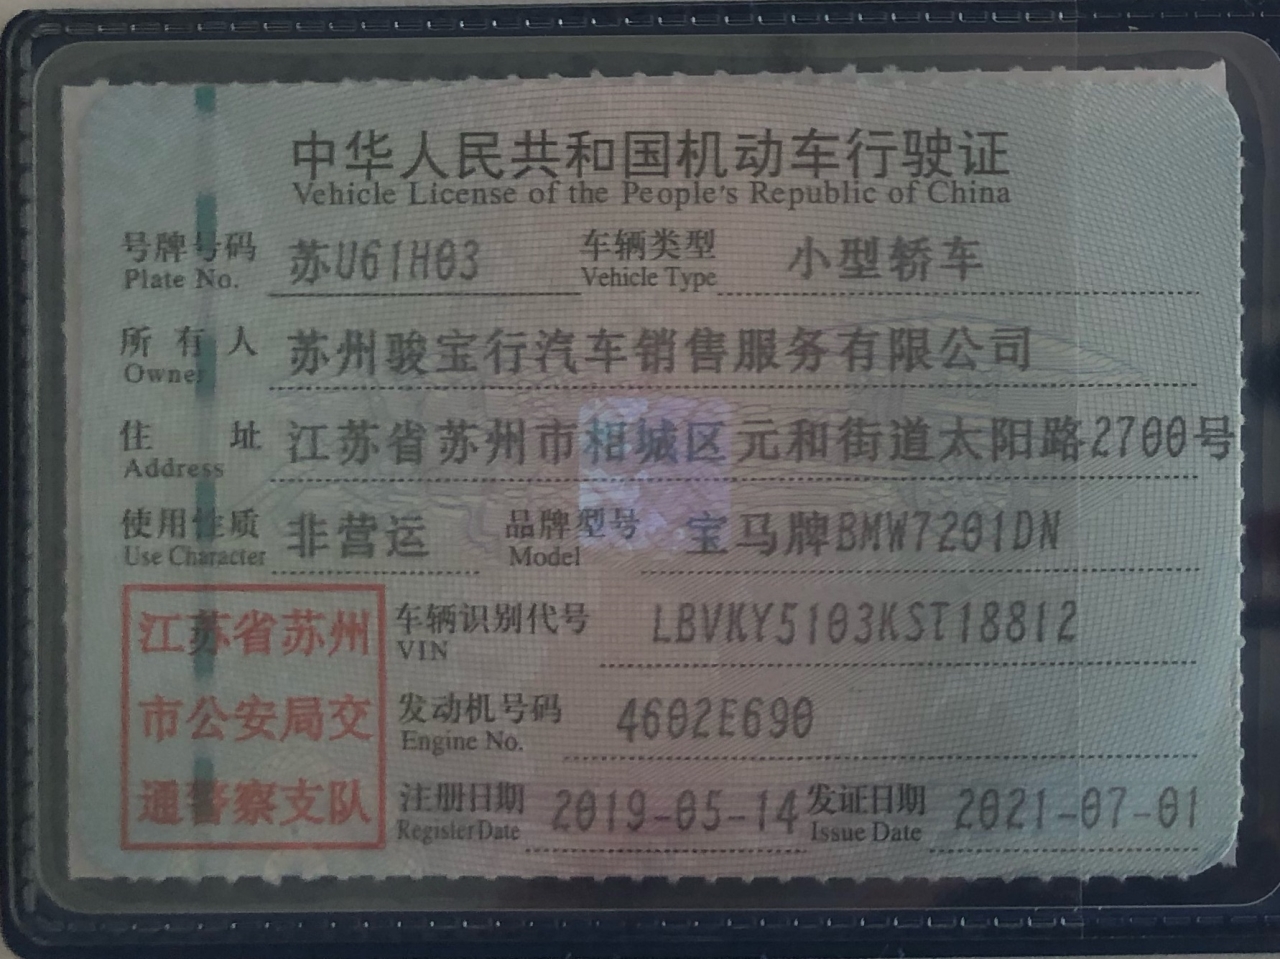 中华人民共和国机动车行驶证
Vehicle License of the People's Republic of China
号牌号码 苏U61H03 车辆类型 小型轿车
Plate No. Vehicle Type
所有人 苏州骏宝行汽车销售服务有限公司
Owner
住址 江苏省苏州市相城区元和街道太阳路2700号
Address
使用性质 非营运 品牌型号 宝马牌BMW7201DN
Use Character Model
江苏省苏州
市公安局交
通警察支队
车辆识别代号 LBVKY5103KST18812
VIN
发动机号码 4602E690
Engine No.
注册日期 2019-05-14 发证日期 2021-07-01
Register Date Issue Date